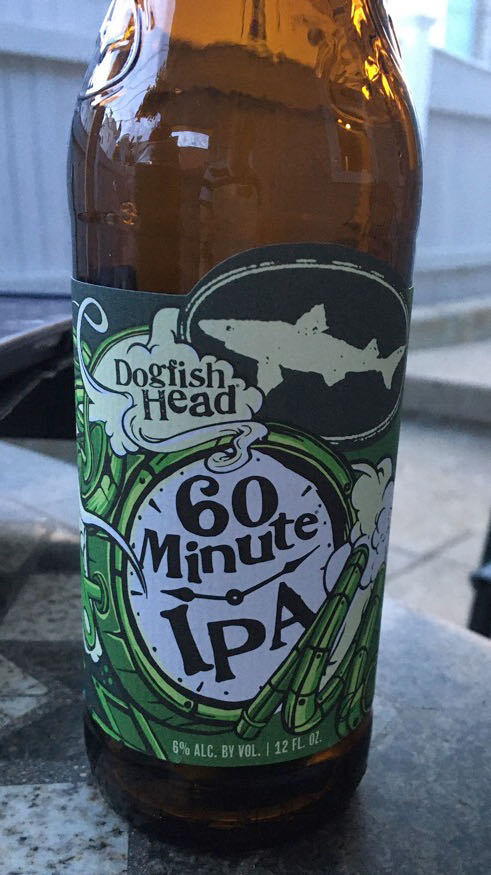 Dogfish
Head
60
Minute
IPA
6% ALC. BY VOL. | 12 FL. OZ.